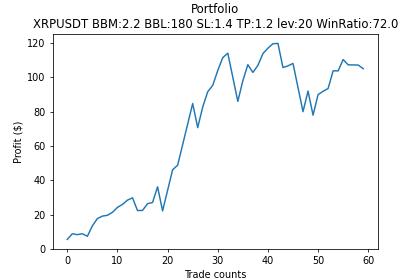 Portfolio
XRPUSDT BBM:2.2 BBL:180 SL:1.4 TP:1.2 lev:20 WinRatio:72.0
120
100
80
60
40
20
0
Profit ($)
0 10 20 30 40 50 60
Trade counts